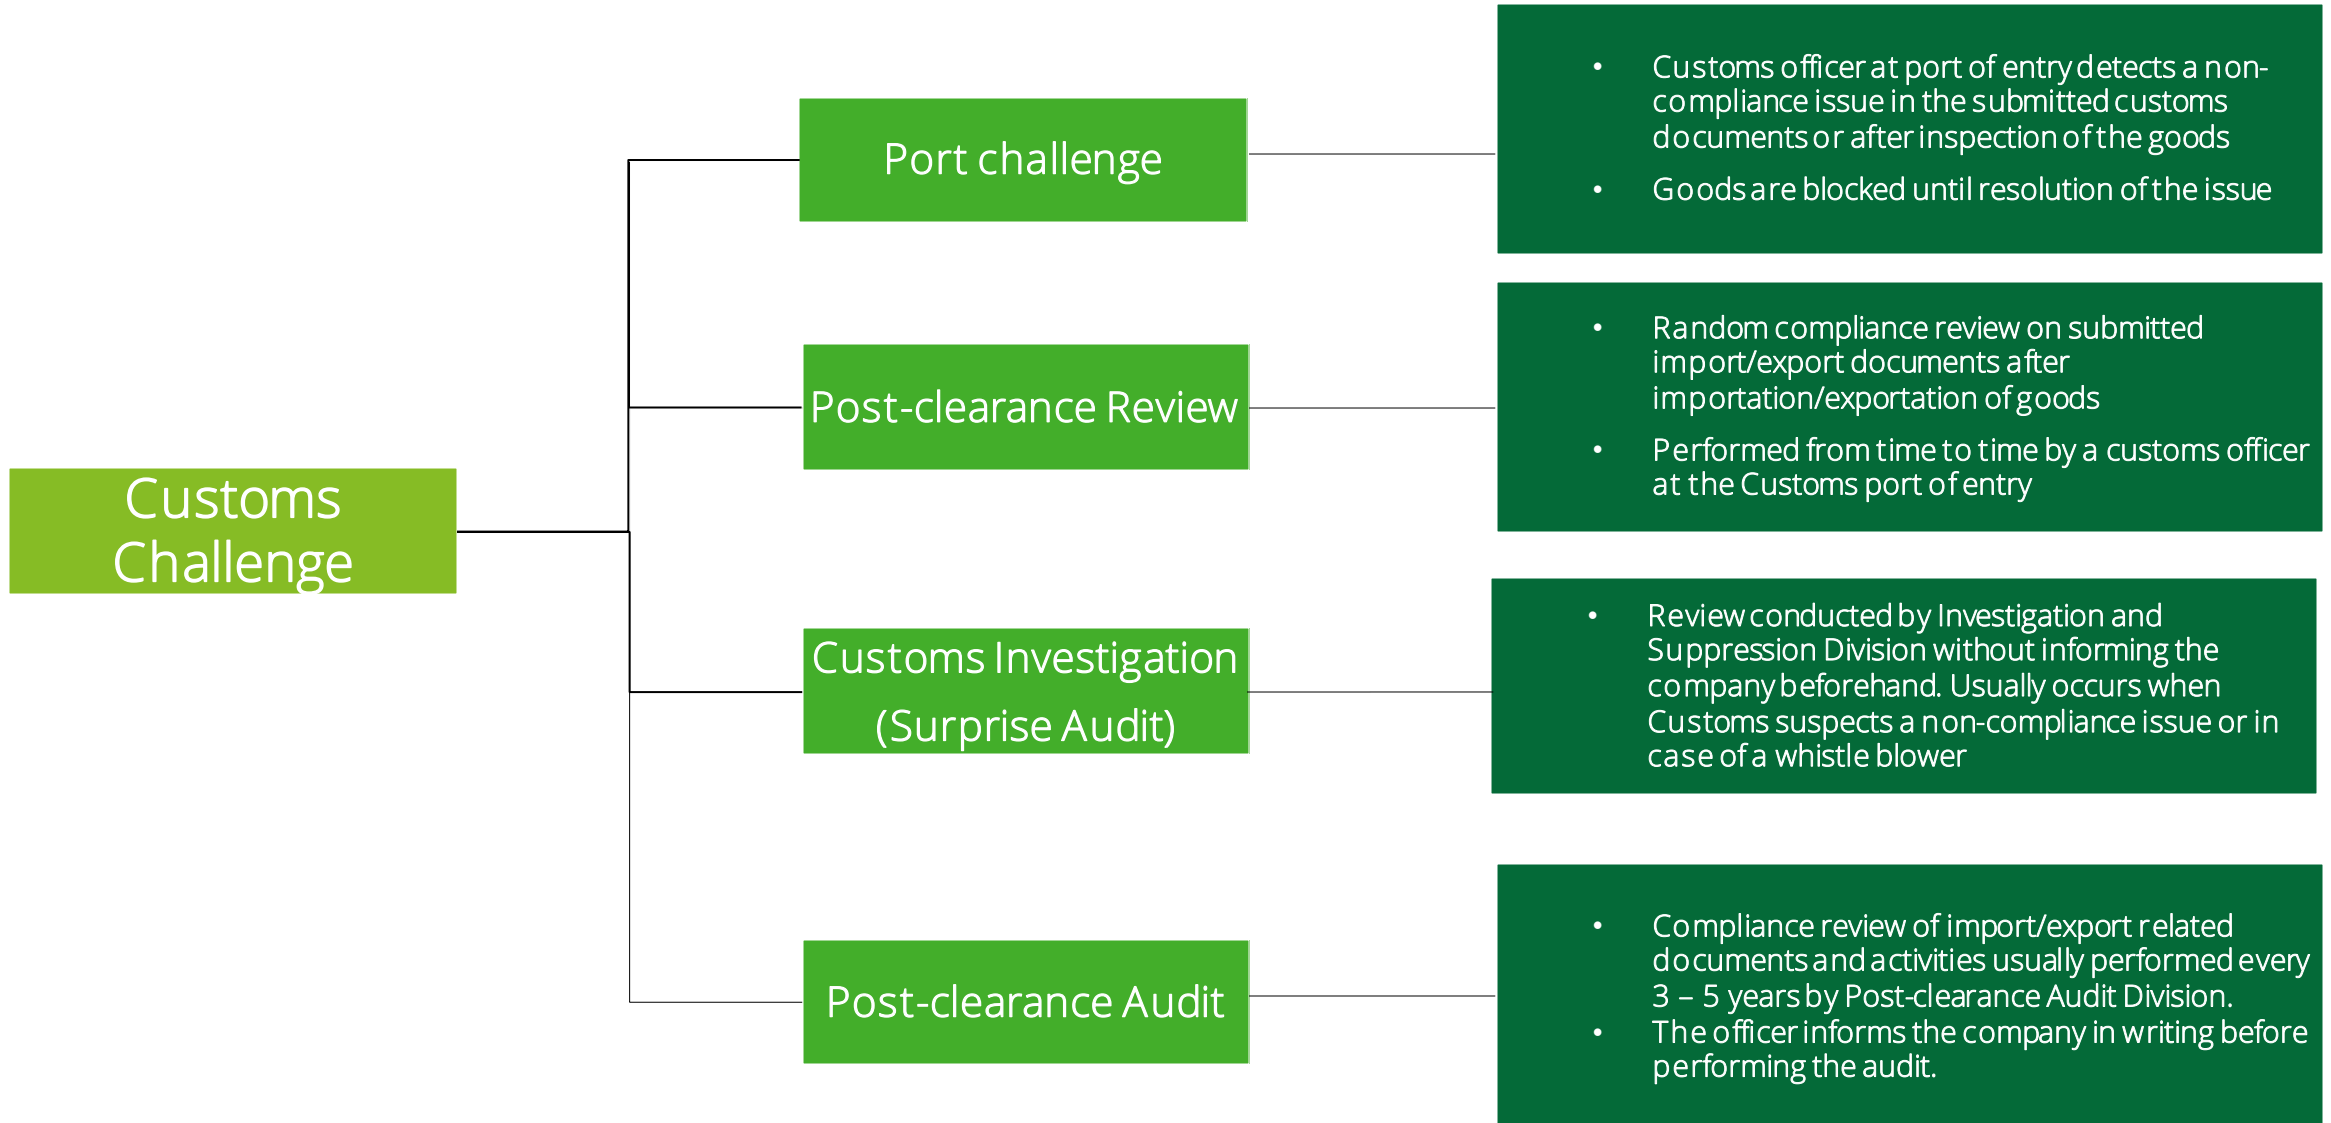 Customs
Challenge
Port challenge
• Customs officer at port of entry detects a non-
compliance issue in the submitted customs
documents or after inspection of the goods
• Goods are blocked until resolution of the issue
Post-clearance Review
• Random compliance review on submitted
import/export documents after
importation/exportation of goods
• Performed from time to time by a customs officer
at the Customs port of entry
Customs Investigation
(Surprise Audit)
• Review conducted by Investigation and
Suppression Division without informing the
company beforehand. Usually occurs when
Customs suspects a non-compliance issue or in
case of a whistle blower
Post-clearance Audit
• Compliance review of import/export related
documents and activities usually performed every
3 – 5 years by Post-clearance Audit Division.
• The officer informs the company in writing before
performing the audit.